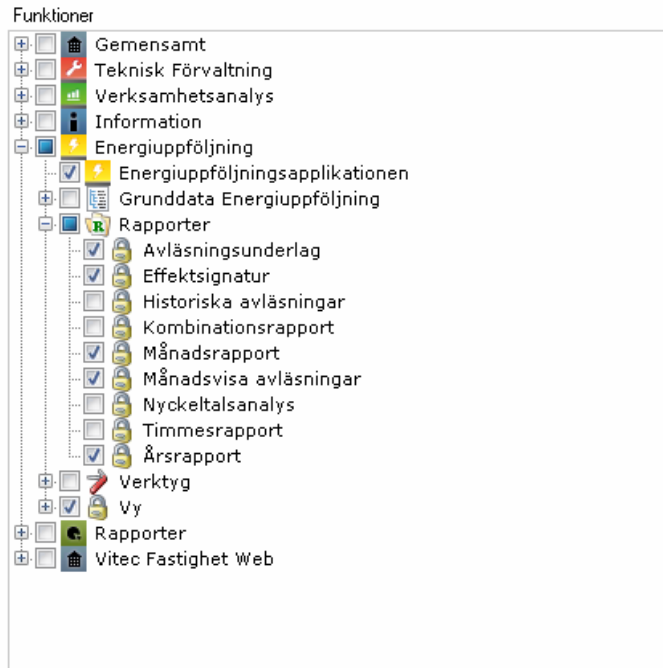 Funktioner
Gemensamt
Teknisk Förvaltning
Verksamhetsanalys
Information
Energiuppföljning
Energiuppföljningsapplikationen
Grunddata Energiuppföljning
Rapporter
Avläsningsunderlag
Effektsignatur
Historiska avläsningar
Kombinationsrapport
Månadsrapport
Månadsvisa avläsningar
Nyckeltalsanalys
Timmesrapport
Årsrapport
Verktyg
Vy
Rapporter
Vitec Fastighet Web